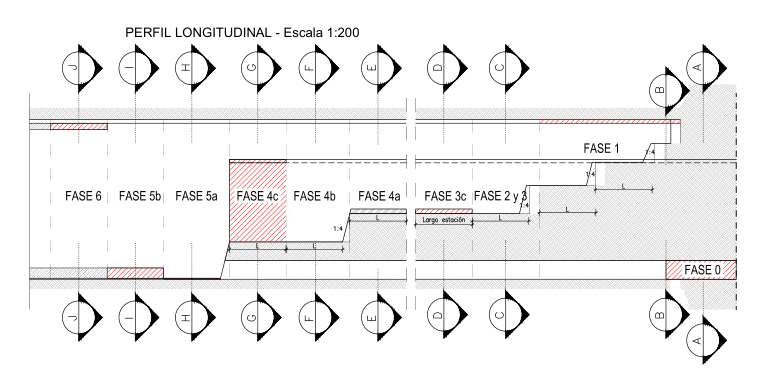 PERFIL LONGITUDINAL - Escala 1:200
J I H G F E D C B A
FASE 1
1:4
1:4
FASE 6 FASE 5b FASE 5a FASE 4c FASE 4b FASE 4a FASE 3c FASE 2 y 3
L
1:4
L
L
Largo estación
L
1:4
L
L
FASE 0
J I H G F E D C B A